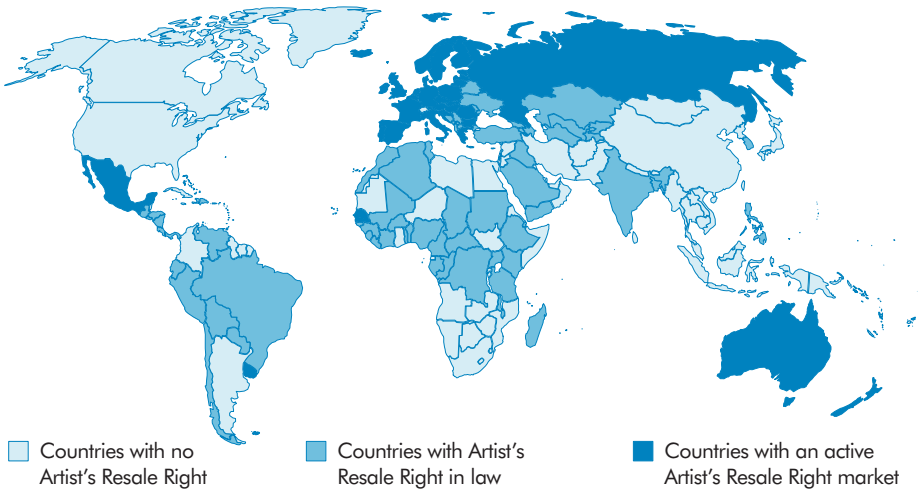 Countries with no
Artist’s Resale Right
Countries with Artist’s
Resale Right in law
Countries with an active
Artist’s Resale Right market